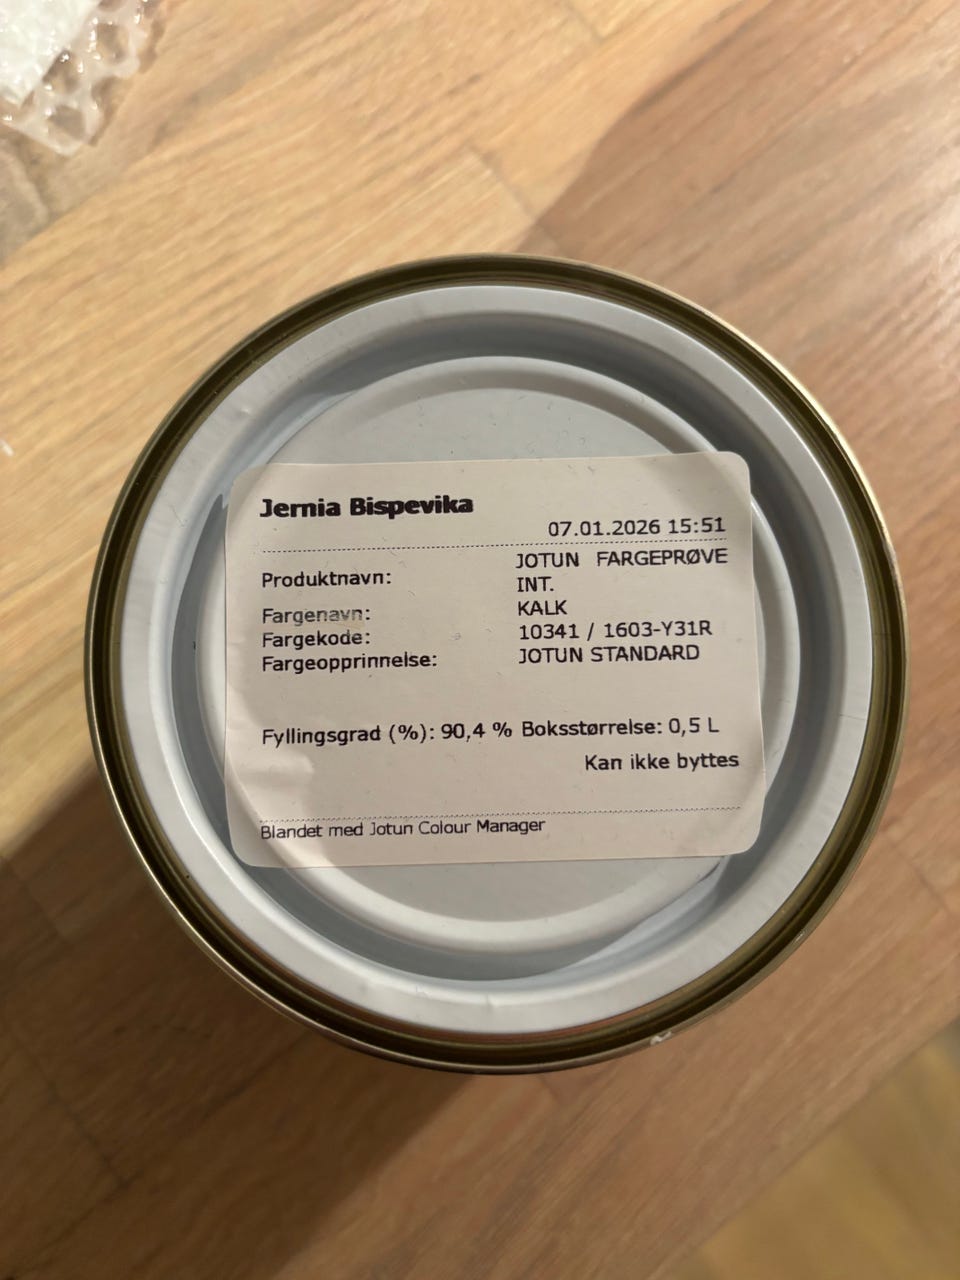 Jernia Bispevika
07.01.2026 15:51
Produktnavn: JOTUN FARGEPRØVE
INT.
Fargenavn: KALK
Fargekode: 10341 / 1603-Y31R
Fargeopprinnelse: JOTUN STANDARD
Fyllingsgrad (%): 90,4 % Boksstørrelse: 0,5 L
Kan ikke byttes
Blandet med Jotun Colour Manager